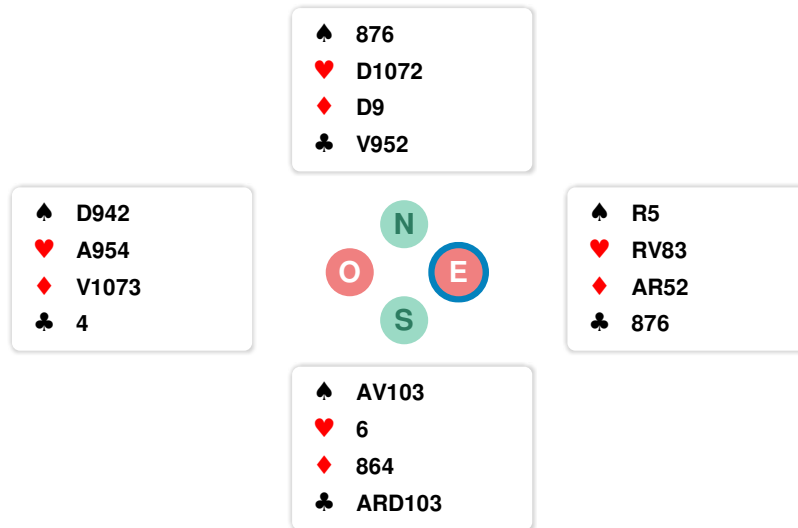 ♠ 876
♥ D1072
♦ D9
♣ V952
♠ D942
♥ A954
♦ V1073
♣ 4
N
O E
S
♠ R5
♥ RV83
♦ AR52
♣ 876
♠ AV103
♥ 6
♦ 864
♣ ARD103